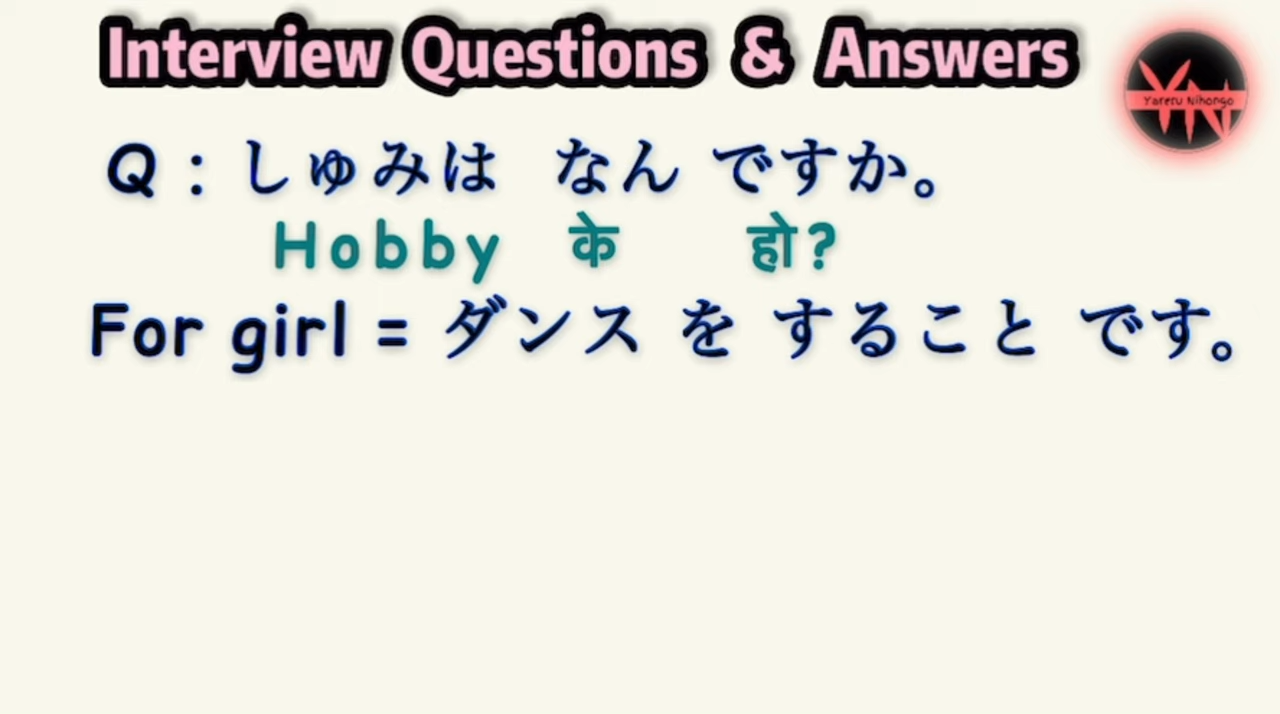 Interview Questions & Answers
Yareru Nihongo
Q : しゅみは なん ですか。
Hobby के हो?
For girl = ダンス を すること です。